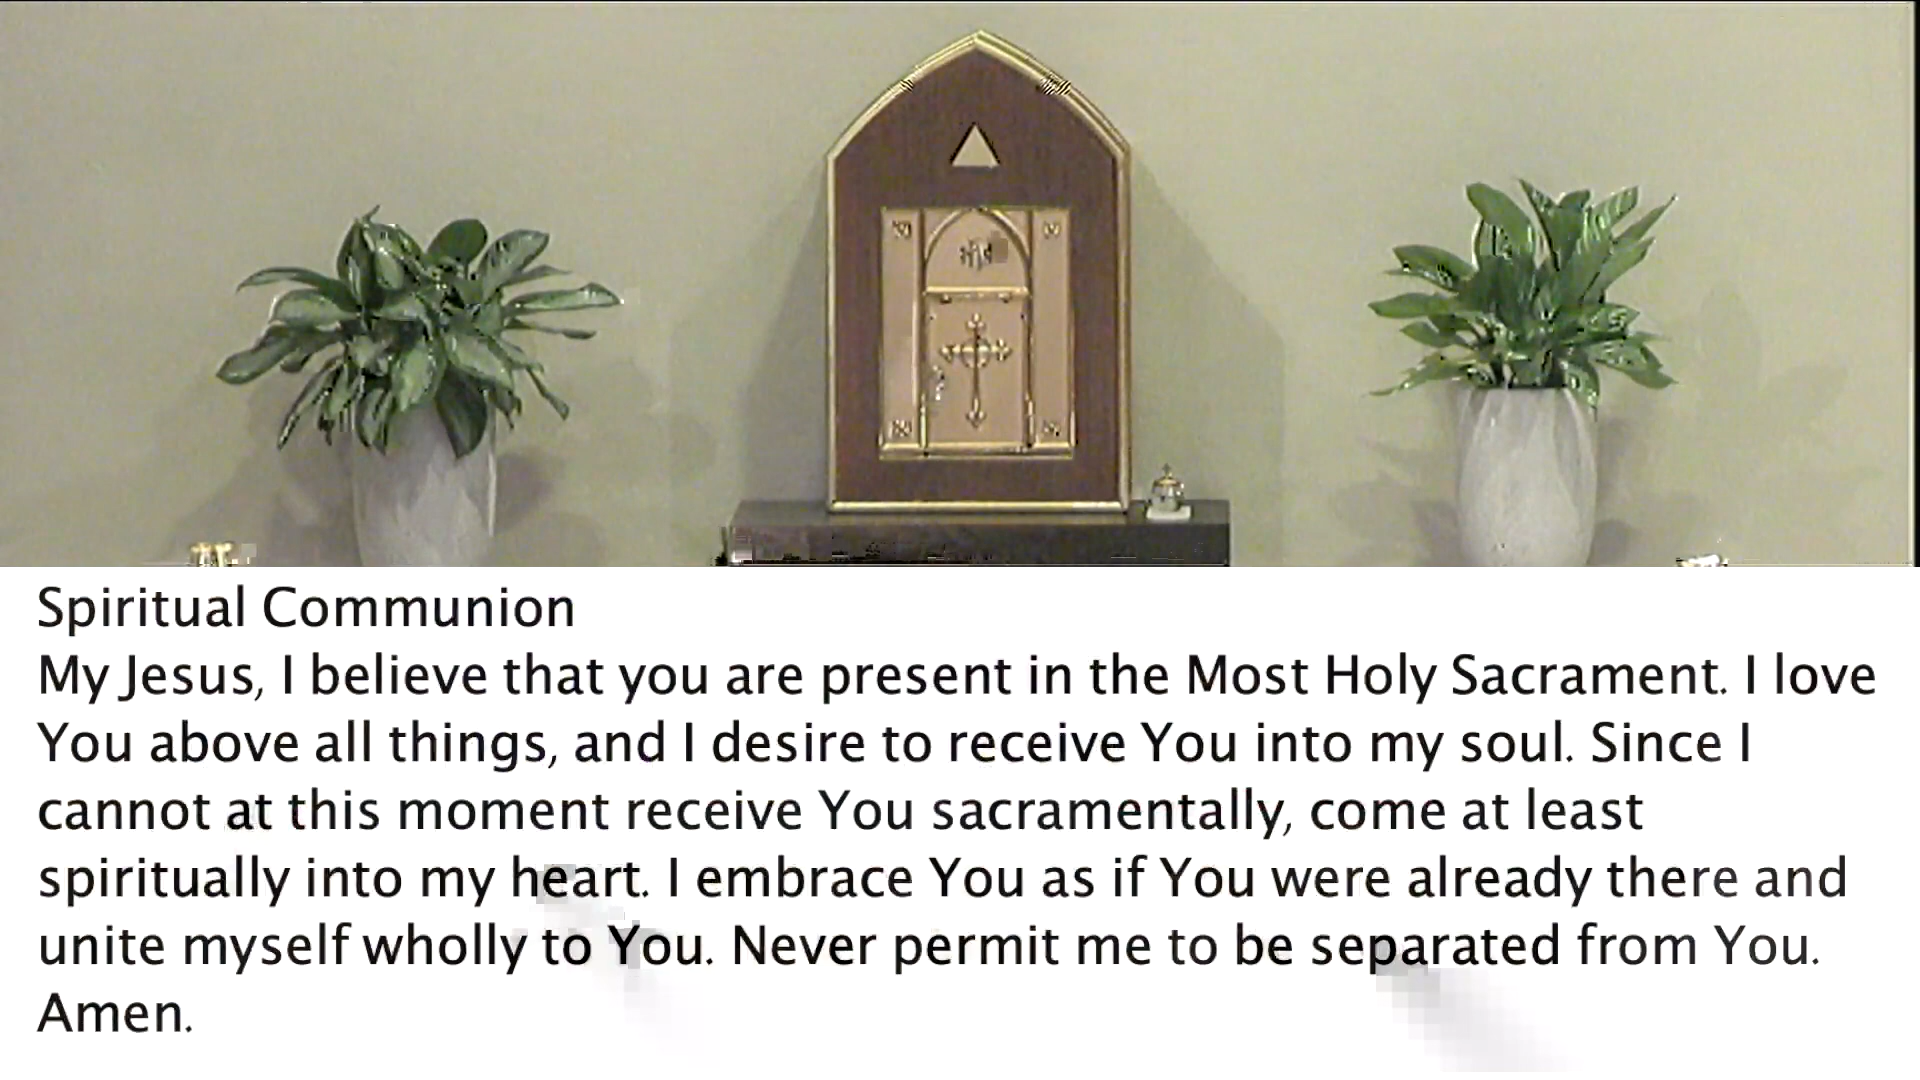 Spiritual Communion
My Jesus, I believe that you are present in the Most Holy Sacrament. I love
You above all things, and I desire to receive You into my soul. Since I
cannot at this moment receive You sacramentally, come at least
spiritually into my heart. I embrace You as if You were already there and
unite myself wholly to You. Never permit me to be separated from You.
Amen.